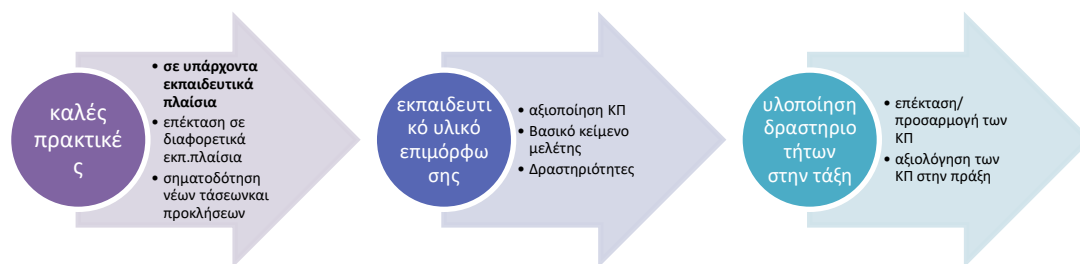 καλές
πρακτικέ
ς
• σε υπάρχοντα
εκπαιδευτικά
πλαίσια
• επέκταση σε
διαφορετικά
εκπ.πλαίσια
• σηματοδότηση
νέων τάσεωνκαι
προκλήσεων
εκπαιδευτι
κό υλικό
επιμόρφω
σης
• αξιοποίηση ΚΠ
• Βασικό κείμενο
μελέτης
• Δραστηριότητες
υλοποίηση
δραστηριο
τήτων
στην τάξη
• επέκταση/
προσαρμογή των
ΚΠ
• αξιολόγηση των
ΚΠ στην πράξη